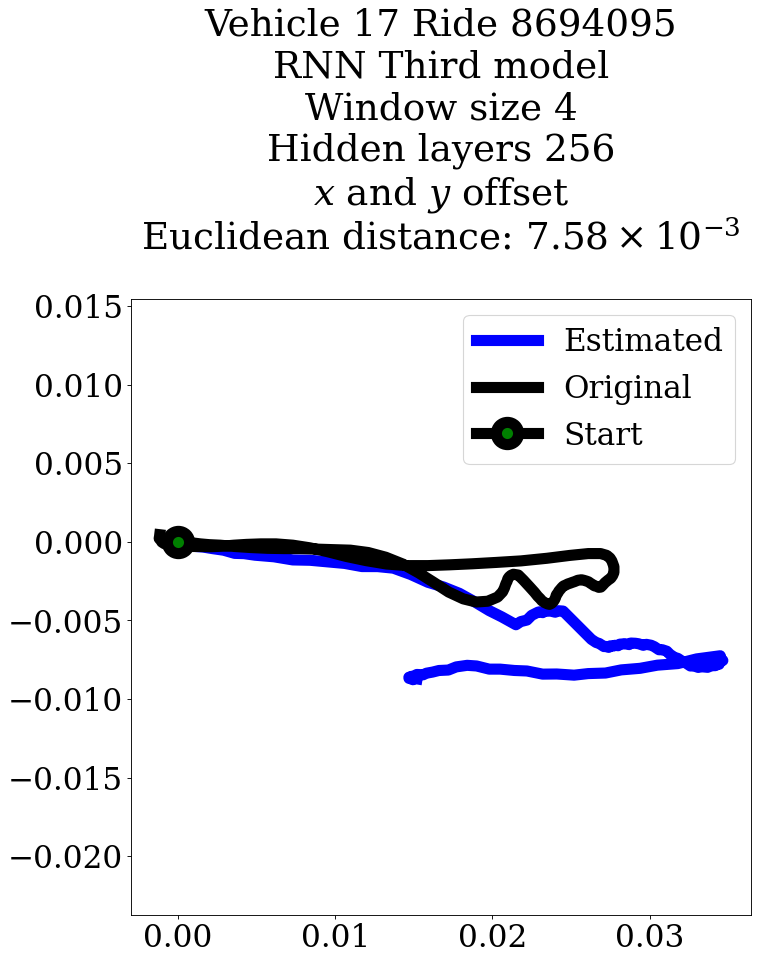 Vehicle 17 Ride 8694095
RNN Third model
Window size 4
Hidden layers 256
x and y offset
Euclidean distance: 7.58 × 10⁻³
0.015
0.010
0.005
0.000
−0.005
−0.010
−0.015
−0.020
Estimated
Original
Start
0.00 0.01 0.02 0.03